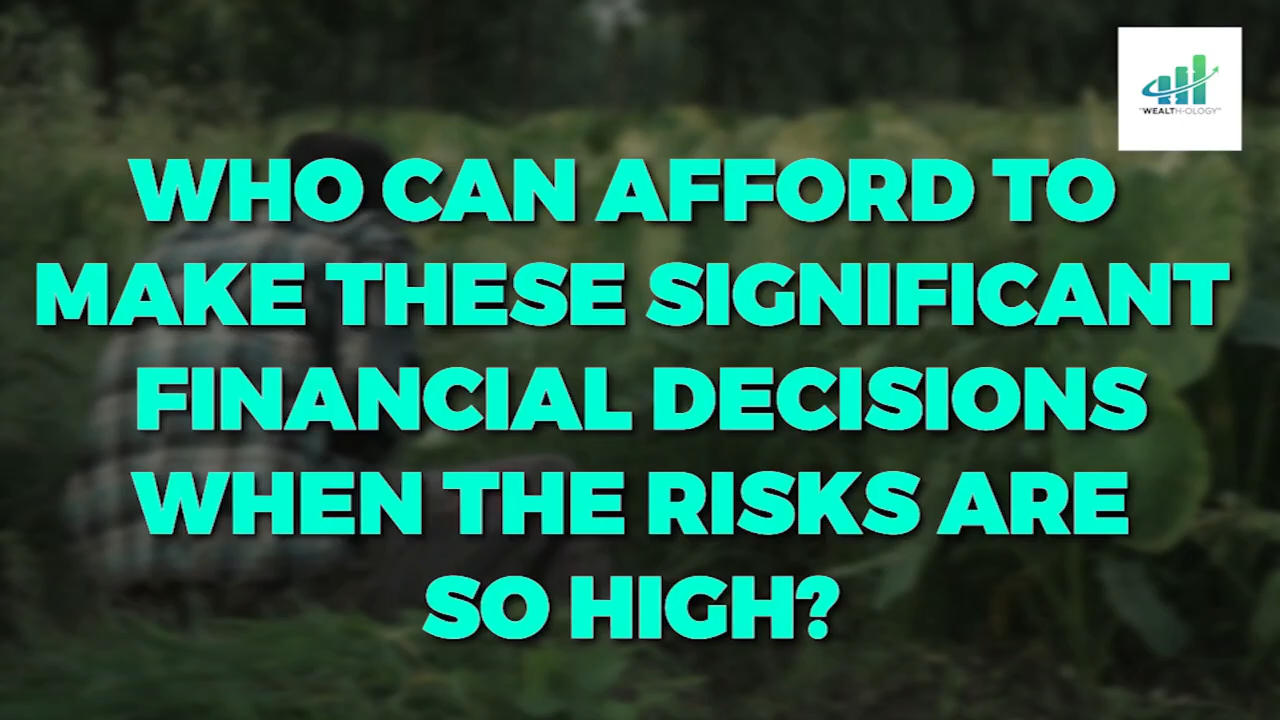 "WEALTH-OLOGY"
WHO CAN AFFORD TO
MAKE THESE SIGNIFICANT
FINANCIAL DECISIONS
WHEN THE RISKS ARE
SO HIGH?